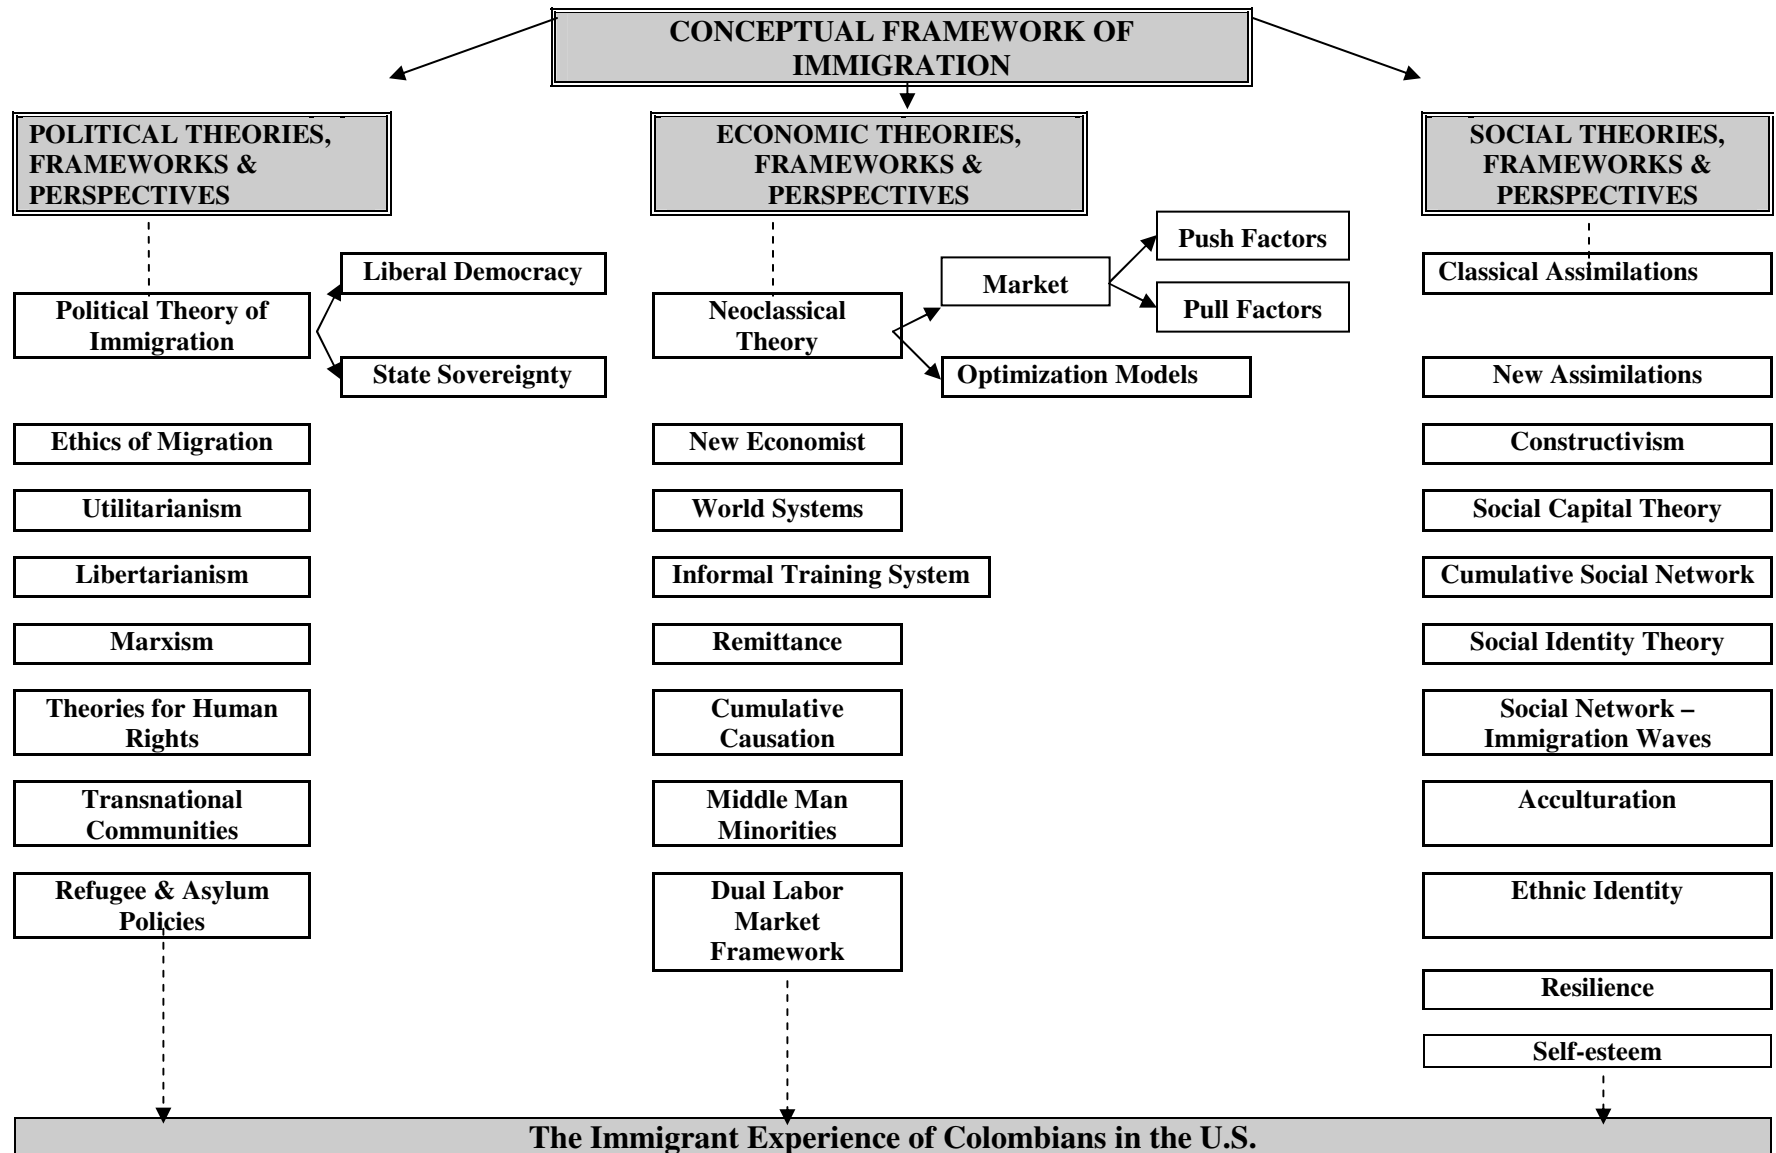 CONCEPTUAL FRAMEWORK OF
IMMIGRATION
POLITICAL THEORIES,
FRAMEWORKS &
PERSPECTIVES
Political Theory of
Immigration
Liberal Democracy
State Sovereignty
Ethics of Migration
Utilitarianism
Libertarianism
Marxism
Theories for Human
Rights
Transnational
Communities
Refugee & Asylum
Policies
ECONOMIC THEORIES,
FRAMEWORKS &
PERSPECTIVES
Neoclassical
Theory
Market
Push Factors
Pull Factors
Optimization Models
New Economist
World Systems
Informal Training System
Remittance
Cumulative
Causation
Middle Man
Minorities
Dual Labor
Market
Framework
SOCIAL THEORIES,
FRAMEWORKS &
PERSPECTIVES
Classical Assimilations
New Assimilations
Constructivism
Social Capital Theory
Cumulative Social Network
Social Identity Theory
Social Network –
Immigration Waves
Acculturation
Ethnic Identity
Resilience
Self-esteem
The Immigrant Experience of Colombians in the U.S.